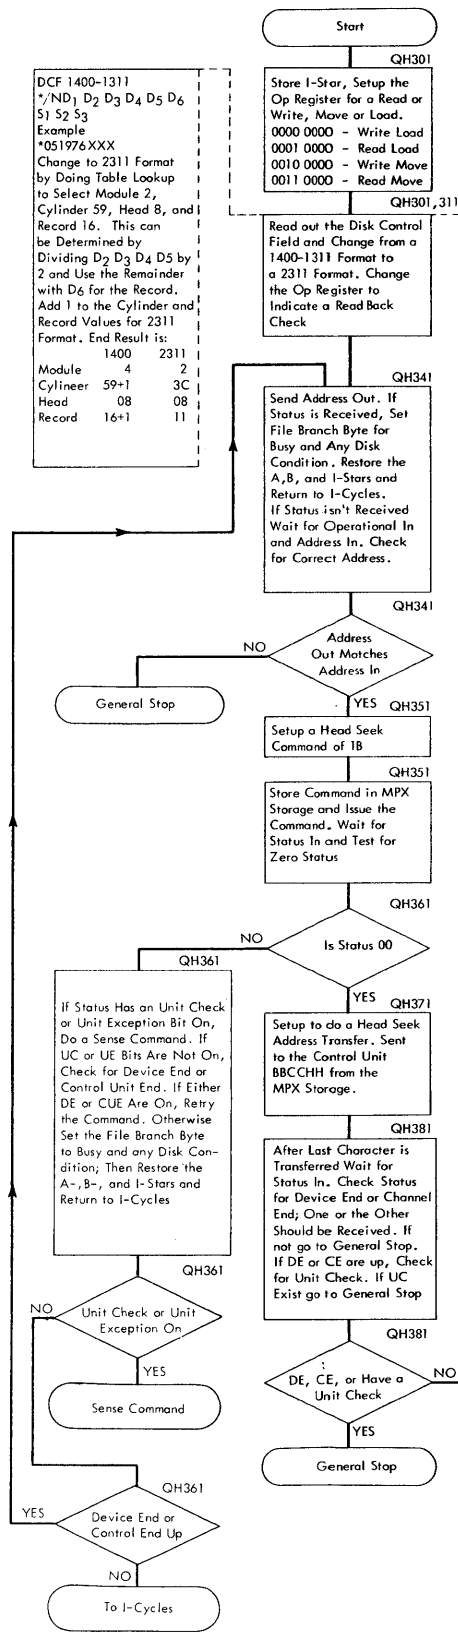 Start
QH301
DCF 1400-1311
*/ND1 D2 D3 D4 D5 D6
S1 S2 S3
Example
*051976XXX
Change to 2311 Format
by Doing Table Lookup
to Select Module 2,
Cylinder 59, Head 8, and
Record 16. This can
be Determined by
Dividing D2 D3 D4 D5 by
2 and Use the Remainder
with D6 for the Record.
Add 1 to the Cylinder and
Record Values for 2311
Format. End Result is:
1400 2311
Module 4 2
Cylineer 59+1 3C
Head 08 08
Record 16+1 11
Store I-Star, Setup the
Op Register for a Read or
Write, Move or Load.
0000 0000 - Write Load
0001 0000 - Read Load
0010 0000 - Write Move
0011 0000 - Read Move
QH301,311
Read out the Disk Control
Field and Change from a
1400-1311 Format to
a 2311 Format. Change
the Op Register to
Indicate a Read Back
Check
QH341
Send Address Out. If
Status is Received, Set
File Branch Byte for
Busy and Any Disk
Condition. Restore the
A,B, and I-Stars and
Return to I-Cycles.
If Status isn't Received
Wait for Operational In
and Address In. Check
for Correct Address.
QH341
Address
Out Matches
Address In
NO
General Stop
YES
QH351
Setup a Head Seek
Command of 1B
QH351
Store Command in MPX
Storage and Issue the
Command. Wait for
Status In and Test for
Zero Status
QH361
Is Status 00
NO
QH361
If Status Has an Unit Check
or Unit Exception Bit On,
Do a Sense Command. If
UC or UE Bits Are Not On,
Check for Device End or
Control Unit End. If Either
DE or CUE Are On, Retry
the Command. Otherwise
Set the File Branch Byte
to Busy and any Disk Con-
dition; Then Restore the
A-,B-, and I-Stars and
Return to I-Cycles
YES
QH371
Setup to do a Head Seek
Address Transfer. Sent
to the Control Unit
BBCCHH from the
MPX Storage.
QH381
After Last Character is
Transferred Wait for
Status In. Check Status
for Device End or Channel
End; One or the Other
Should be Received. If
not go to General Stop.
If DE or CE are up, Check
for Unit Check. If UC
Exist go to General Stop
QH381
DE, CE, or Have a
Unit Check
NO
YES
General Stop
QH361
NO
Unit Check or Unit
Exception On
YES
Sense Command
QH361
YES
Device End or
Control End Up
NO
To I-Cycles